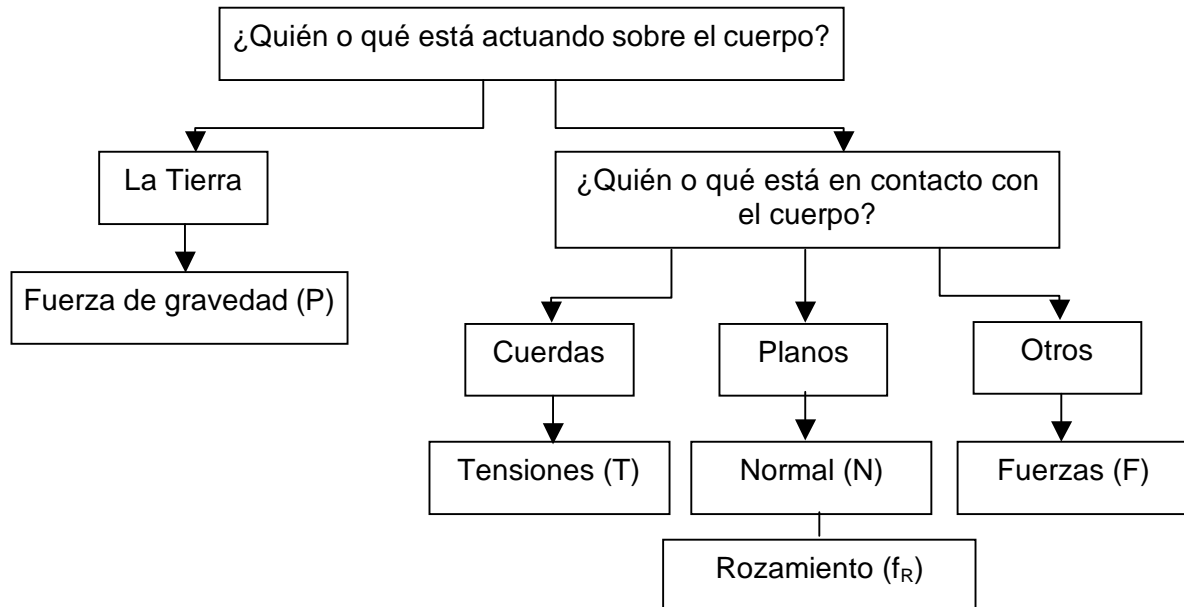 ¿Quién o qué está actuando sobre el cuerpo?
La Tierra
¿Quién o qué está en contacto con
el cuerpo?
Fuerza de gravedad (P)
Cuerdas
Planos
Otros
Tensiones (T)
Normal (N)
Fuerzas (F)
Rozamiento (fR)